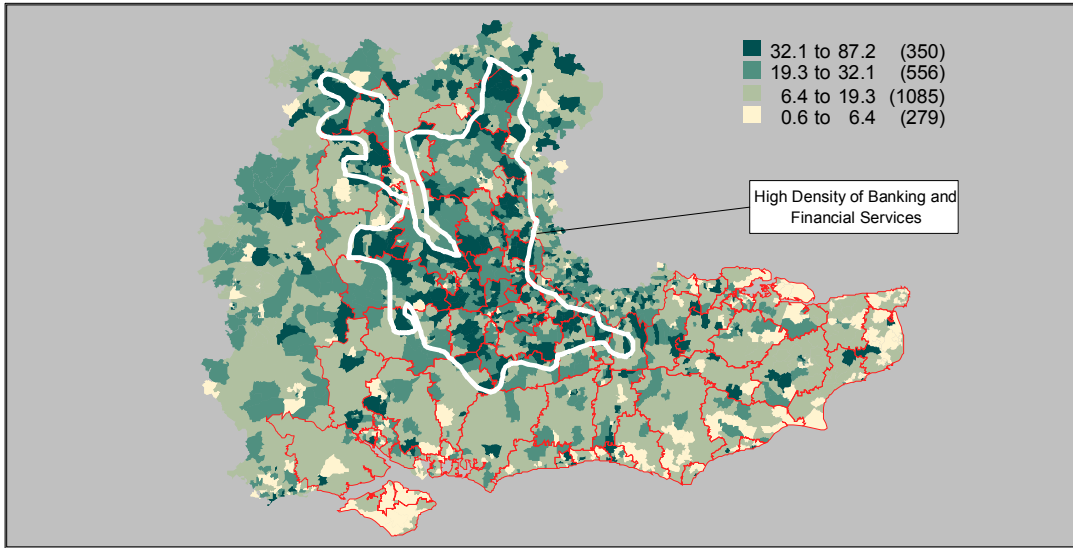 32.1 to 87.2 (350)
19.3 to 32.1 (556)
6.4 to 19.3 (1085)
0.6 to 6.4 (279)
High Density of Banking and
Financial Services